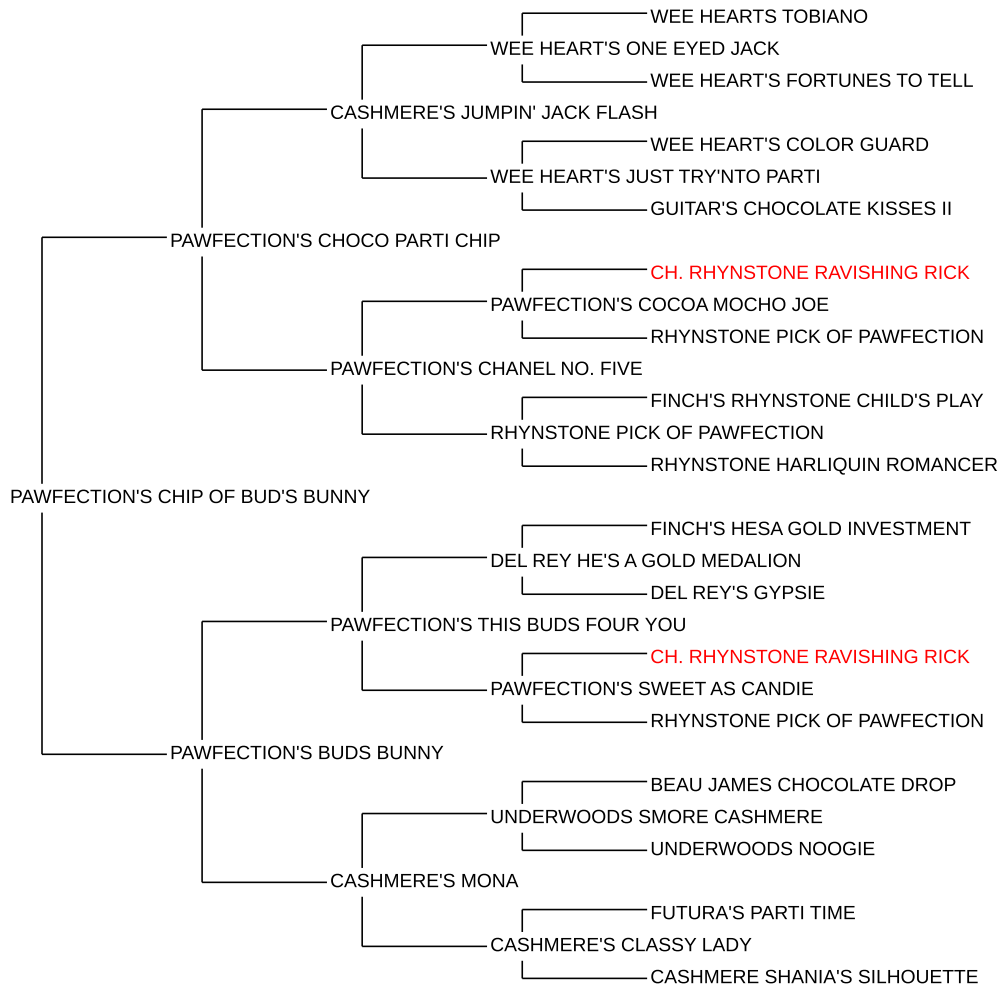 WEE HEARTS TOBIANO
WEE HEART'S ONE EYED JACK
WEE HEART'S FORTUNES TO TELL
CASHMERE'S JUMPIN' JACK FLASH
WEE HEART'S COLOR GUARD
WEE HEART'S JUST TRY'NTO PARTI
GUITAR'S CHOCOLATE KISSES II
PAWFECTION'S CHOCO PARTI CHIP
CH. RHYNSTONE RAVISHING RICK
PAWFECTION'S COCOA MOCHO JOE
RHYNSTONE PICK OF PAWFECTION
PAWFECTION'S CHANEL NO. FIVE
FINCH'S RHYNSTONE CHILD'S PLAY
RHYNSTONE PICK OF PAWFECTION
RHYNSTONE HARLIQUIN ROMANCER
PAWFECTION'S CHIP OF BUD'S BUNNY
FINCH'S HESA GOLD INVESTMENT
DEL REY HE'S A GOLD MEDALION
DEL REY'S GYPSIE
PAWFECTION'S THIS BUDS FOUR YOU
CH. RHYNSTONE RAVISHING RICK
PAWFECTION'S SWEET AS CANDIE
RHYNSTONE PICK OF PAWFECTION
PAWFECTION'S BUDS BUNNY
BEAU JAMES CHOCOLATE DROP
UNDERWOODS SMORE CASHMERE
UNDERWOODS NOOGIE
CASHMERE'S MONA
FUTURA'S PARTI TIME
CASHMERE'S CLASSY LADY
CASHMERE SHANIA'S SILHOUETTE